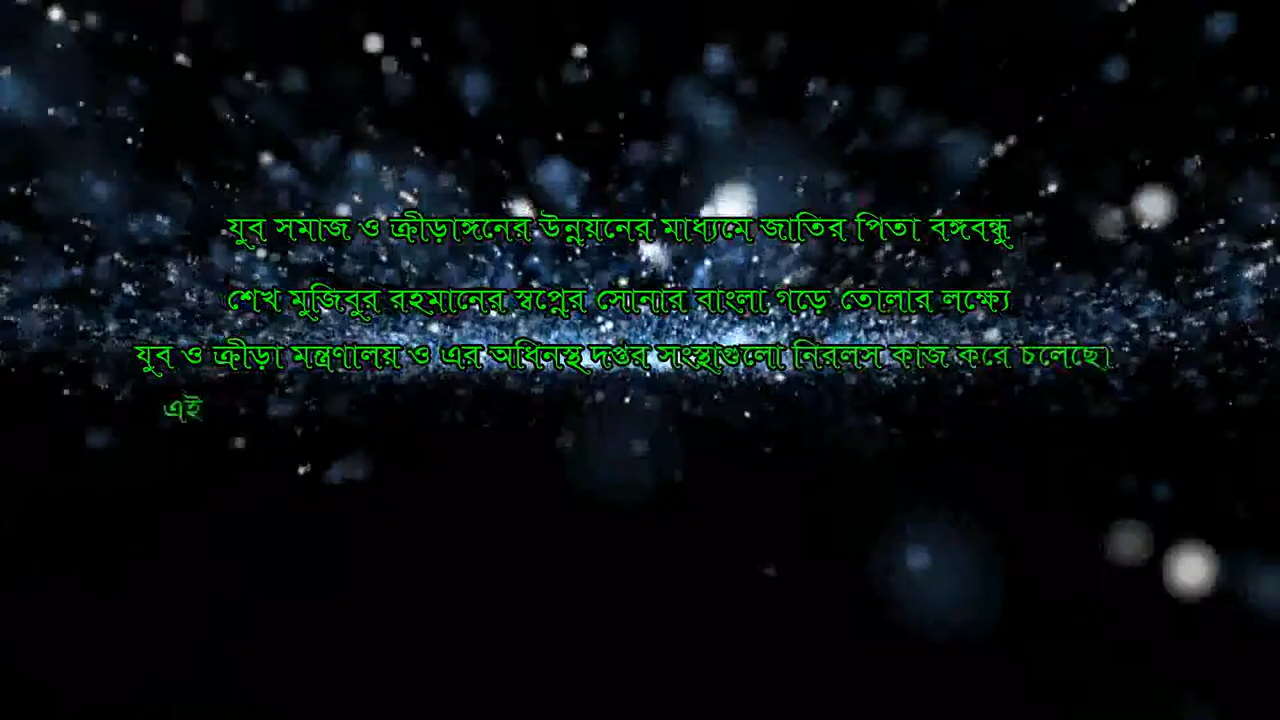 যুব সমাজ ও ক্রীড়াঙ্গনের উন্নয়নের মাধ্যমে জাতির পিতা বঙ্গবন্ধু
শেখ মুজিবুর রহমানের স্বপ্নের সোনার বাংলা গড়ে তোলার লক্ষ্যে
যুব ও ক্রীড়া মন্ত্রণালয় ও এর অধিনস্থ দপ্তর সংস্থাগুলো নিরলস কাজ করে চলেছে।
এই